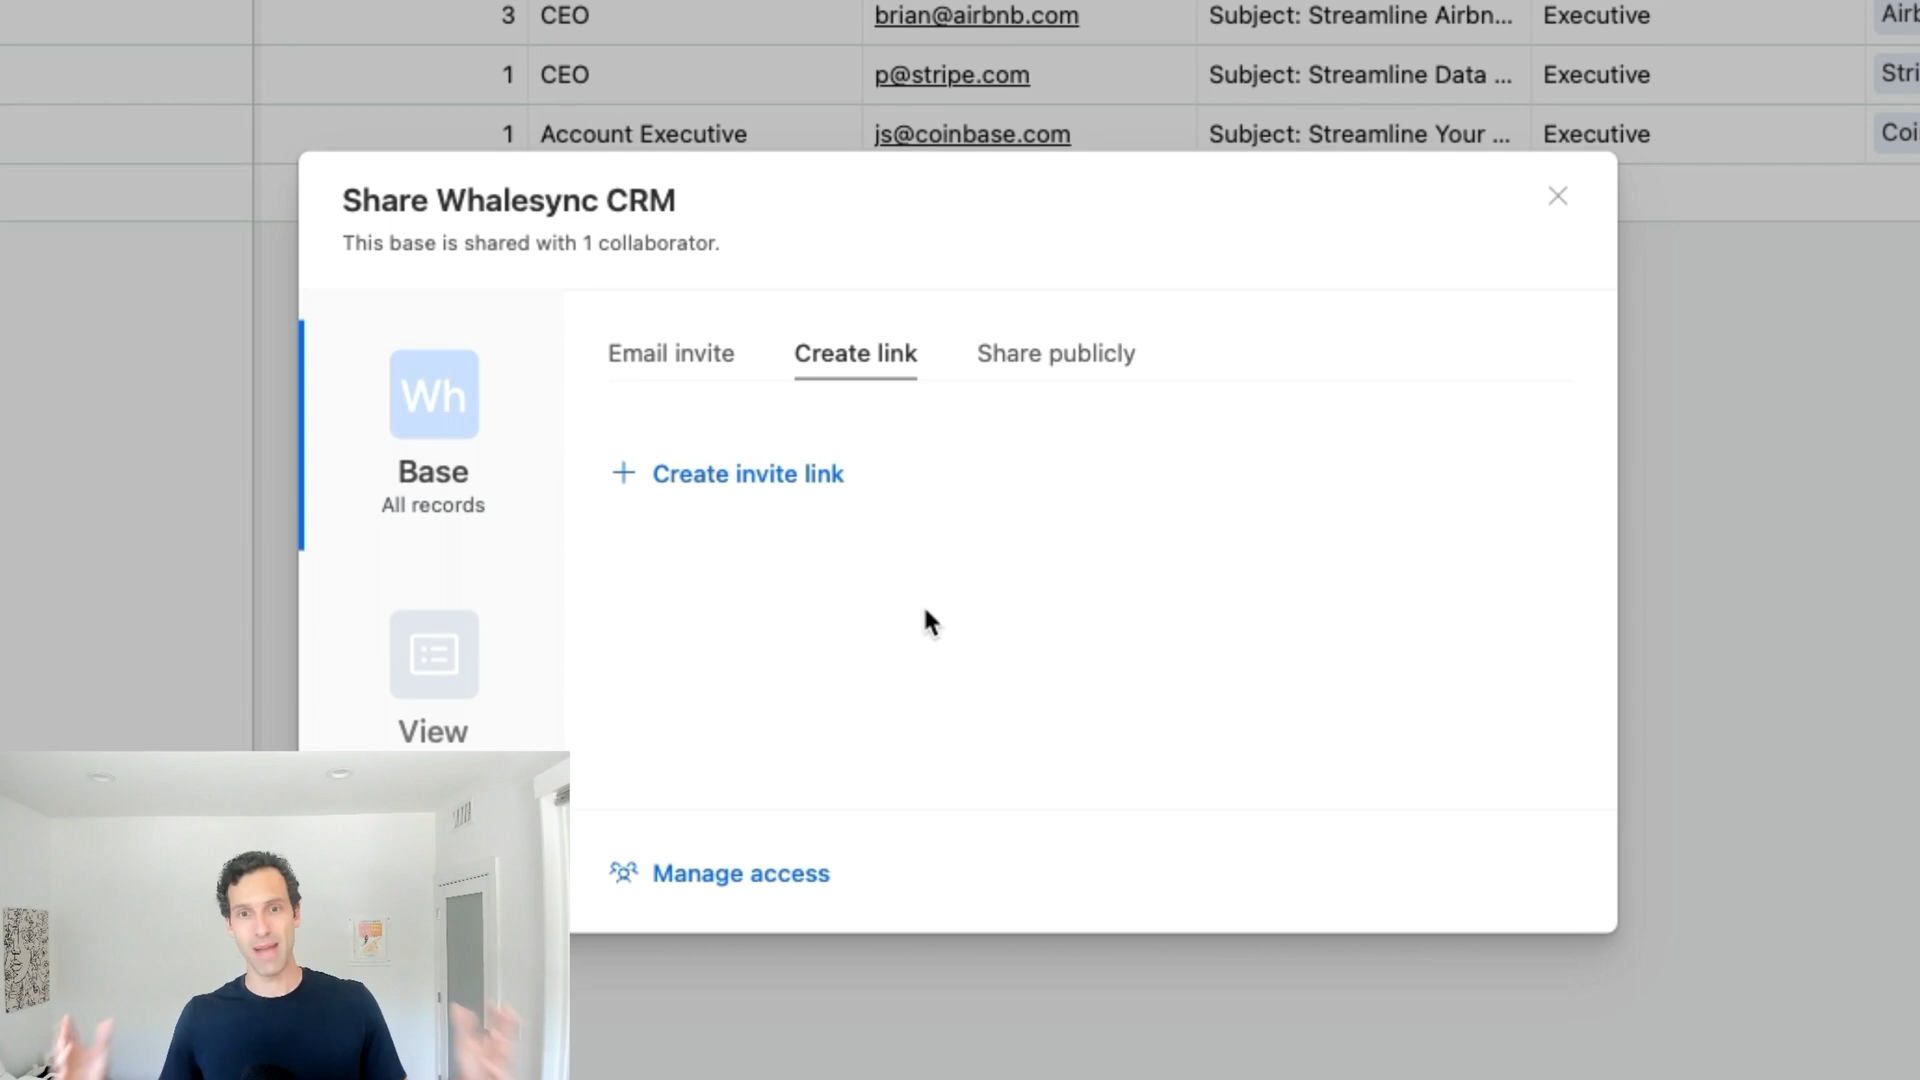 3 CEO brian@airbnb.com Subject: Streamline Airbn... Executive Airb
1 CEO p@stripe.com Subject: Streamline Data ... Executive Stri
1 Account Executive js@coinbase.com Subject: Streamline Your ... Executive Coi
Share Whalesync CRM
This base is shared with 1 collaborator.
Email invite Create link Share publicly
Wh
Base
All records
+ Create invite link
View
Manage access